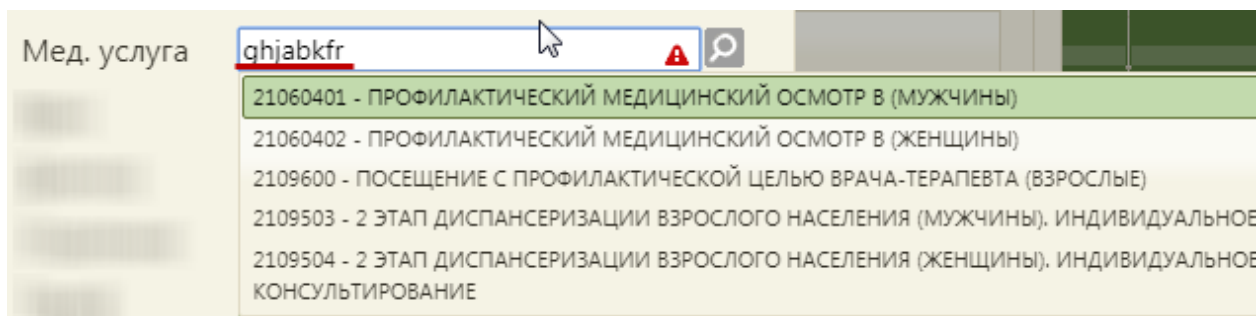 Мед. услуга ghjabkfr
21060401 - ПРОФИЛАКТИЧЕСКИЙ МЕДИЦИНСКИЙ ОСМОТР В (МУЖЧИНЫ)
21060402 - ПРОФИЛАКТИЧЕСКИЙ МЕДИЦИНСКИЙ ОСМОТР В (ЖЕНЩИНЫ)
2109600 - ПОСЕЩЕНИЕ С ПРОФИЛАКТИЧЕСКОЙ ЦЕЛЬЮ ВРАЧА-ТЕРАПЕВТА (ВЗРОСЛЫЕ)
2109503 - 2 ЭТАП ДИСПАНСЕРИЗАЦИИ ВЗРОСЛОГО НАСЕЛЕНИЯ (МУЖЧИНЫ). ИНДИВИДУАЛЬНОЕ
2109504 - 2 ЭТАП ДИСПАНСЕРИЗАЦИИ ВЗРОСЛОГО НАСЕЛЕНИЯ (ЖЕНЩИНЫ). ИНДИВИДУАЛЬНОЕ
КОНСУЛЬТИРОВАНИЕ